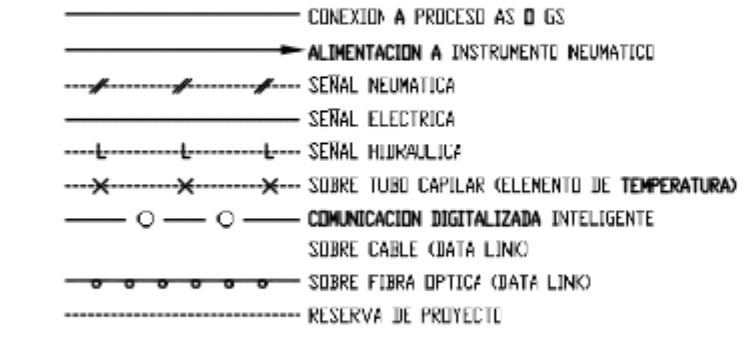 CONEXION A PROCESO AS O GS
ALIMENTACION A INSTRUMENTO NEUMATICO
SEÑAL NEUMATICA
SEÑAL ELECTRICA
SEÑAL HIDRAULICA
SOBRE TUBO CAPILAR (ELEMENTO DE TEMPERATURA)
COMUNICACION DIGITALIZADA INTELIGENTE
SOBRE CABLE (DATA LINK)
SOBRE FIBRA OPTICA (DATA LINK)
RESERVA DE PROYECTO